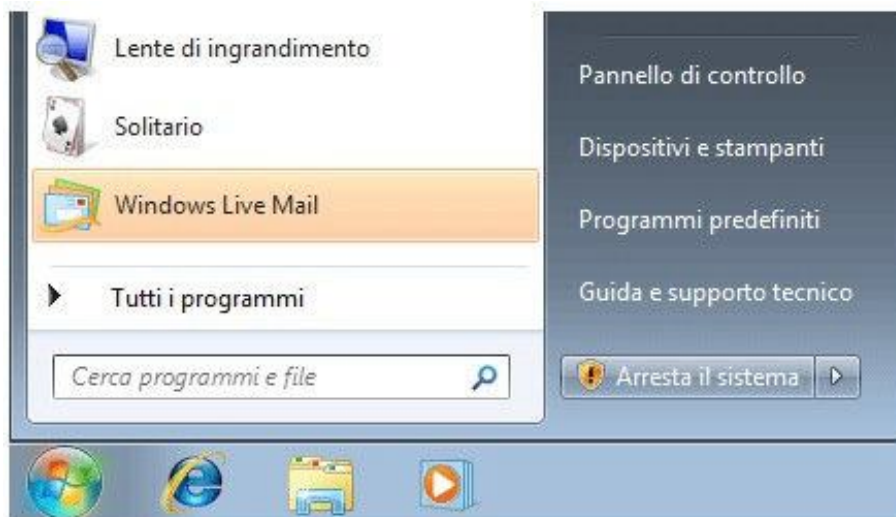 Lente di ingrandimento
Solitario
Windows Live Mail
Tutti i programmi
Cerca programmi e file
Pannello di controllo
Dispositivi e stampanti
Programmi predefiniti
Guida e supporto tecnico
Arresta il sistema